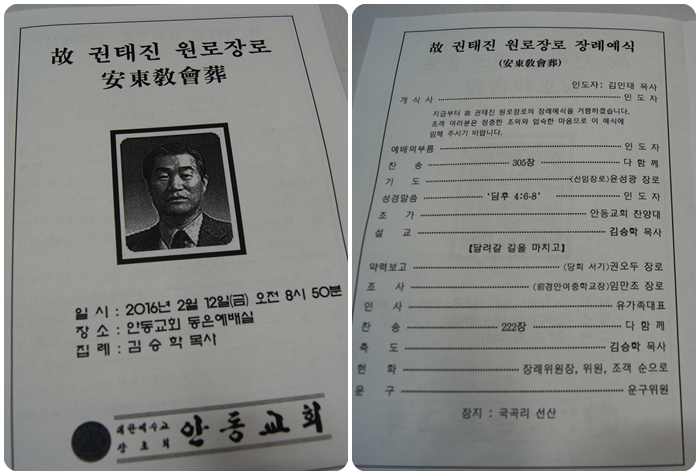 故 권태진 원로장로
安東敎會葬
일 시 : 2016년 2월 12일(금) 오전 8시 50분
장 소 : 안동교회 동은예배실
집 례 : 김 승 학 목사
대한예수교
장로회
안동교회
故 권태진 원로장로 장례예식
(安東敎會葬)
인도자: 김인태 목사
개 식 사 인 도 자
지금부터 故 권태진 원로장로의 장례예식을 거행하겠습니다.
조객 여러분은 정중한 조의와 엄숙한 마음으로 이 예식에
임해 주시기 바랍니다.
예배의부름 인 도 자
찬 송 305장 다 함 께
기 도 (선임장로)윤성광 장로
성경말씀 '딤후 4:6-8' 인 도 자
조 가 안동교회 찬양대
설 교 김승학 목사
【달려갈 길을 마치고】
약력보고 (당회 서기)권오두 장로
조 사 (前경안여중학교장)임만조 장로
인 사 유가족대표
찬 송 222장 다 함 께
축 도 김승학 목사
헌 화 장례위원장, 위원, 조객 순으로
운 구 운구위원
장지 : 국곡리 선산